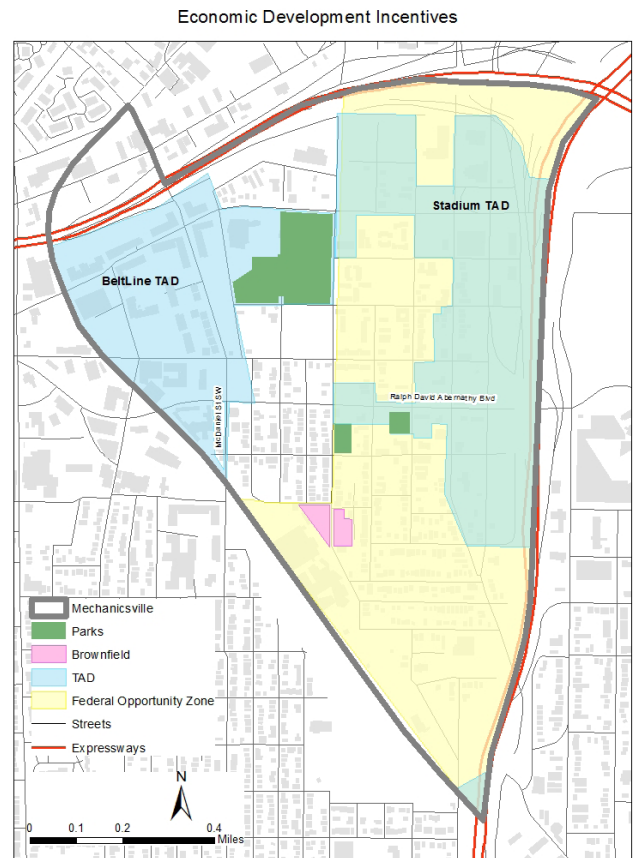 Economic Development Incentives
Stadium TAD
BeltLine TAD
Ralph David Abernathy Blvd
McDaniel St SW
Mechanicsville
Parks
Brownfield
TAD
Federal Opportunity Zone
Streets
Expressways
N
0 0.1 0.2 0.4
Miles